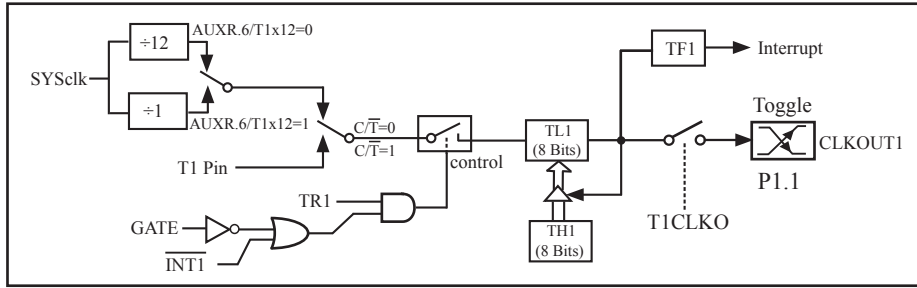 AUXR.6/T1x12=0
÷12
SYSclk
÷1
AUXR.6/T1x12=1
T1 Pin
C/T̅=0
C/T̅=1
control
TL1
(8 Bits)
TH1
(8 Bits)
TR1
GATE
I̅N̅T̅1̅
TF1
Interrupt
Toggle
CLKOUT1
P1.1
T1CLKO